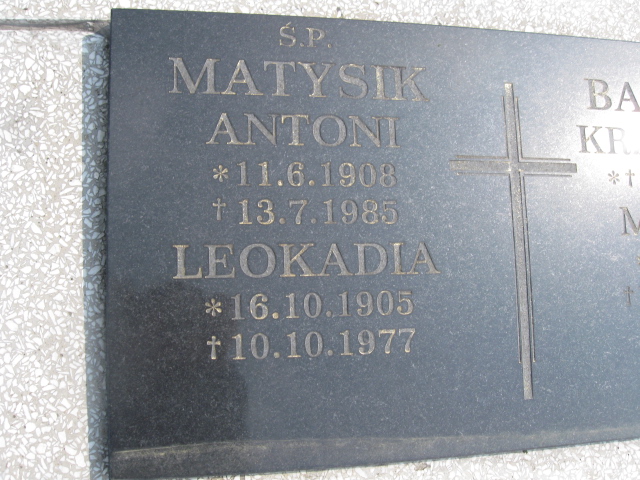 Ś.P.
MATYSIK
ANTONI
*11.6.1908
†13.7.1985
LEOKADIA
*16.10.1905
†10.10.1977